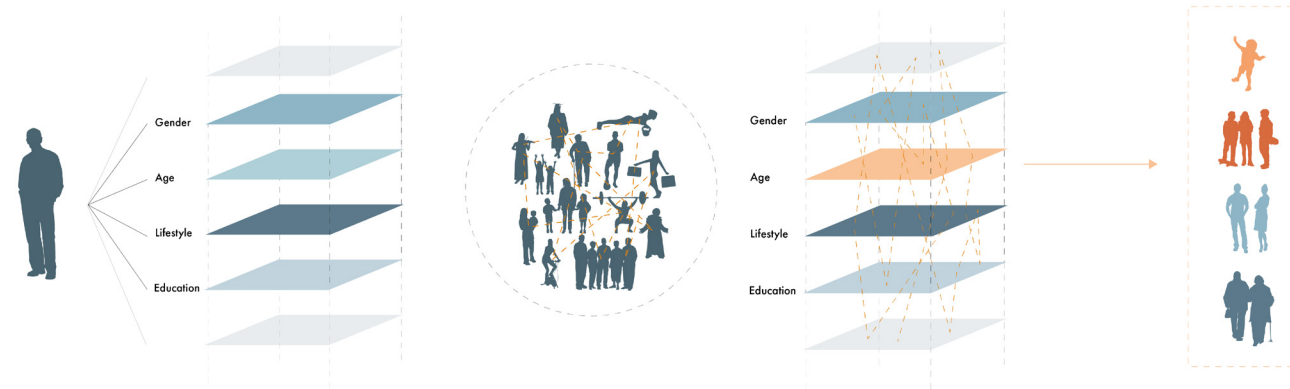 Gender
Age
Lifestyle
Education
Gender
Age
Lifestyle
Education